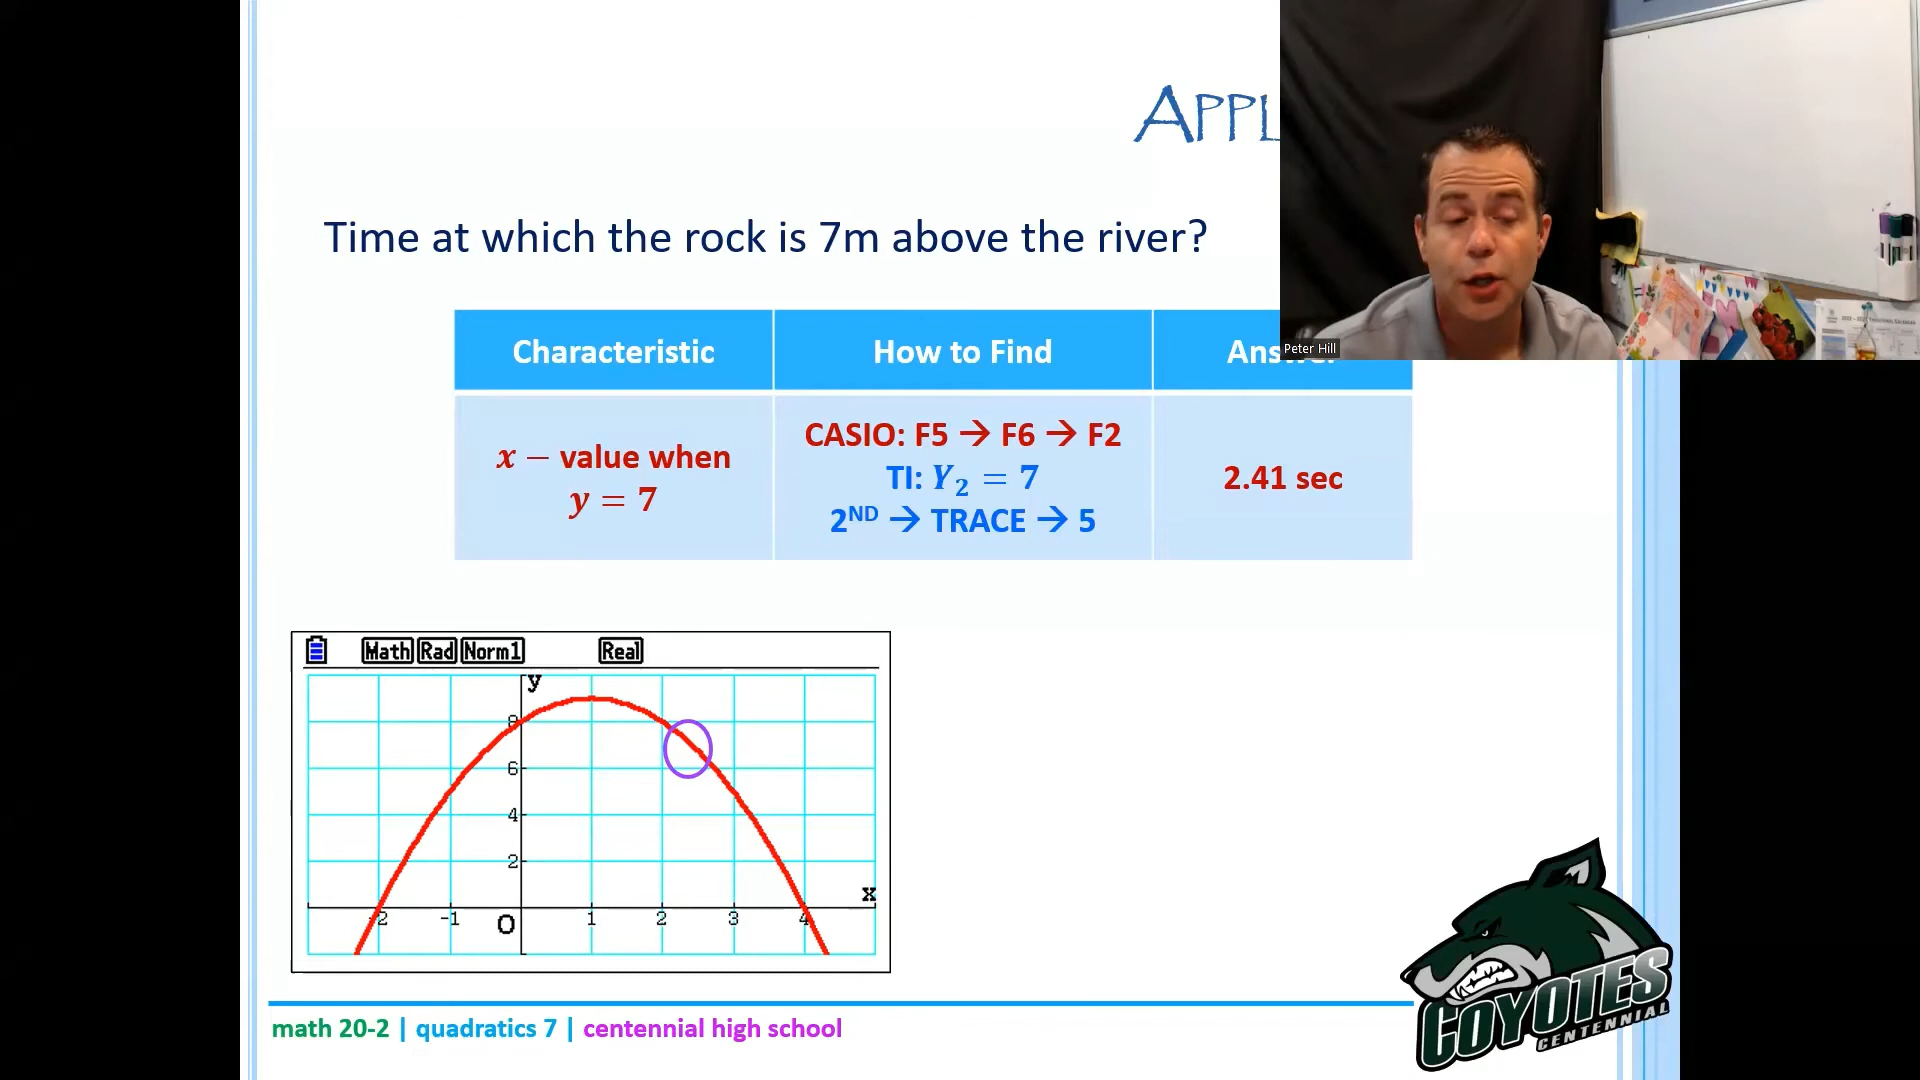 APPL
Time at which the rock is 7m above the river?
Characteristic
How to Find
x − value when
y = 7
CASIO: F5 → F6 → F2
TI: Y₂ = 7
2ND → TRACE → 5
2.41 sec
Peter Hill
Math Rad Norm1 Real
y
8
6
4
2
x
-2 -1 O 1 2 3 4
math 20-2 | quadratics 7 | centennial high school
COYOTES
CENTENNIAL